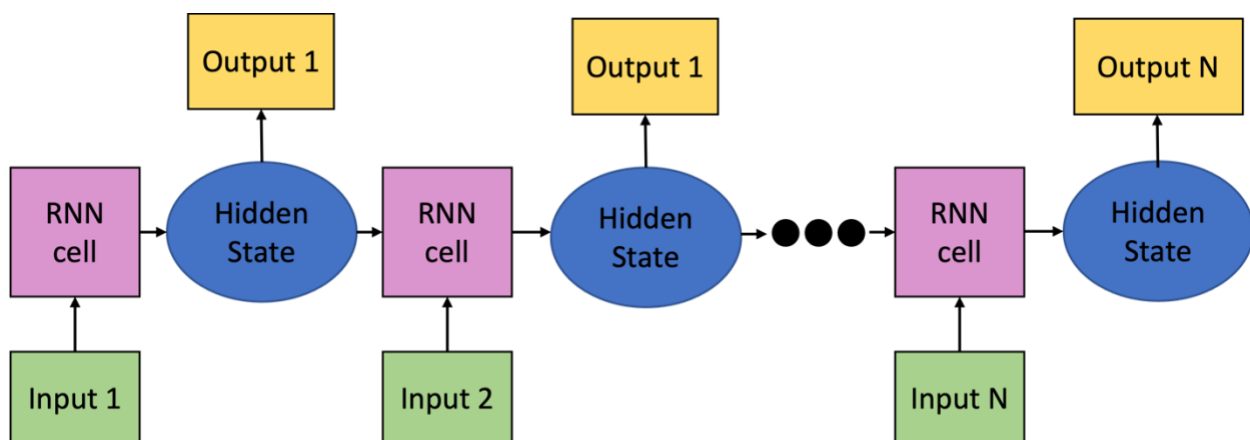 Output 1
Output 1
Output N
RNN
cell
Hidden
State
RNN
cell
Hidden
State
RNN
cell
Hidden
State
Input 1
Input 2
Input N